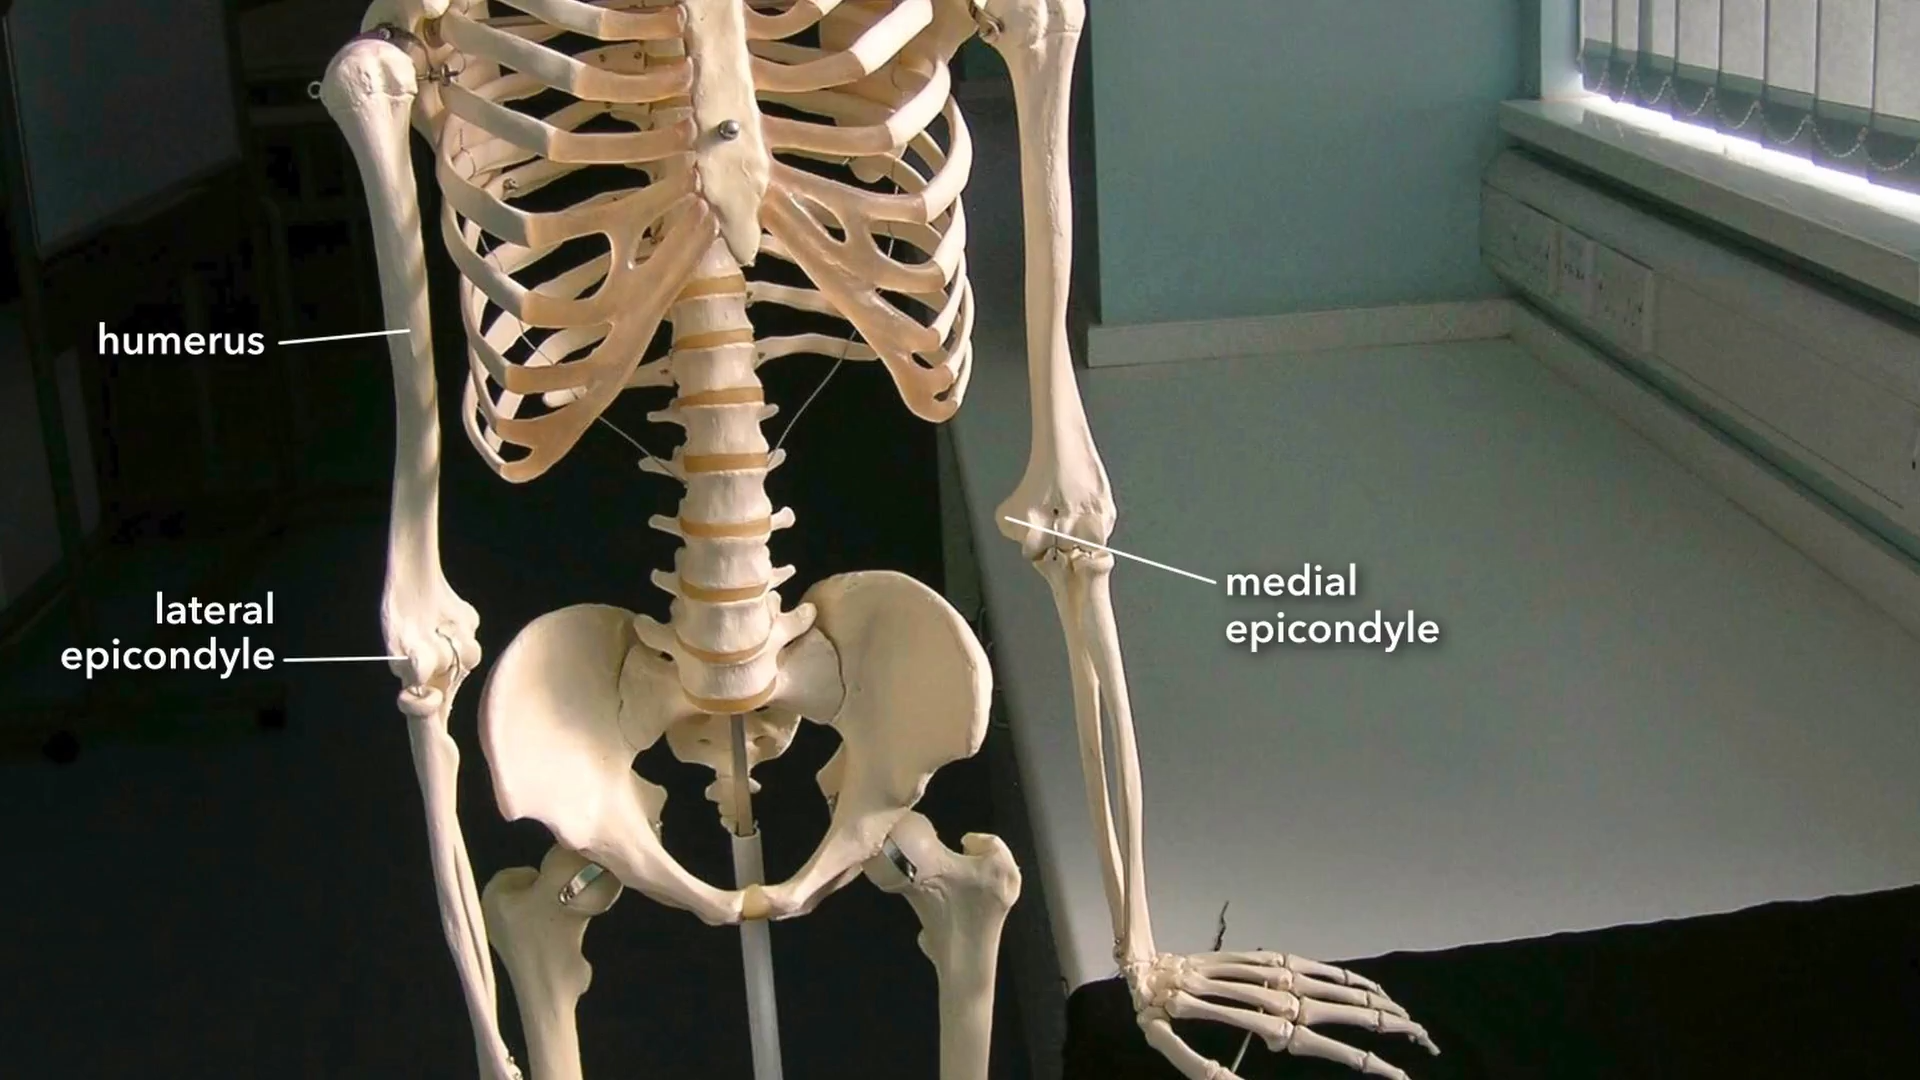 humerus
lateral
epicondyle
medial
epicondyle